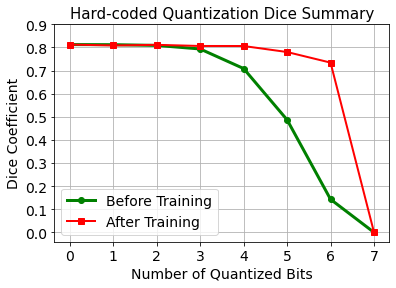 Hard-coded Quantization Dice Summary
0.9
0.8
0.7
0.6
0.5
0.4
0.3
0.2
0.1
0.0
Dice Coefficient
Before Training
After Training
0 1 2 3 4 5 6 7
Number of Quantized Bits